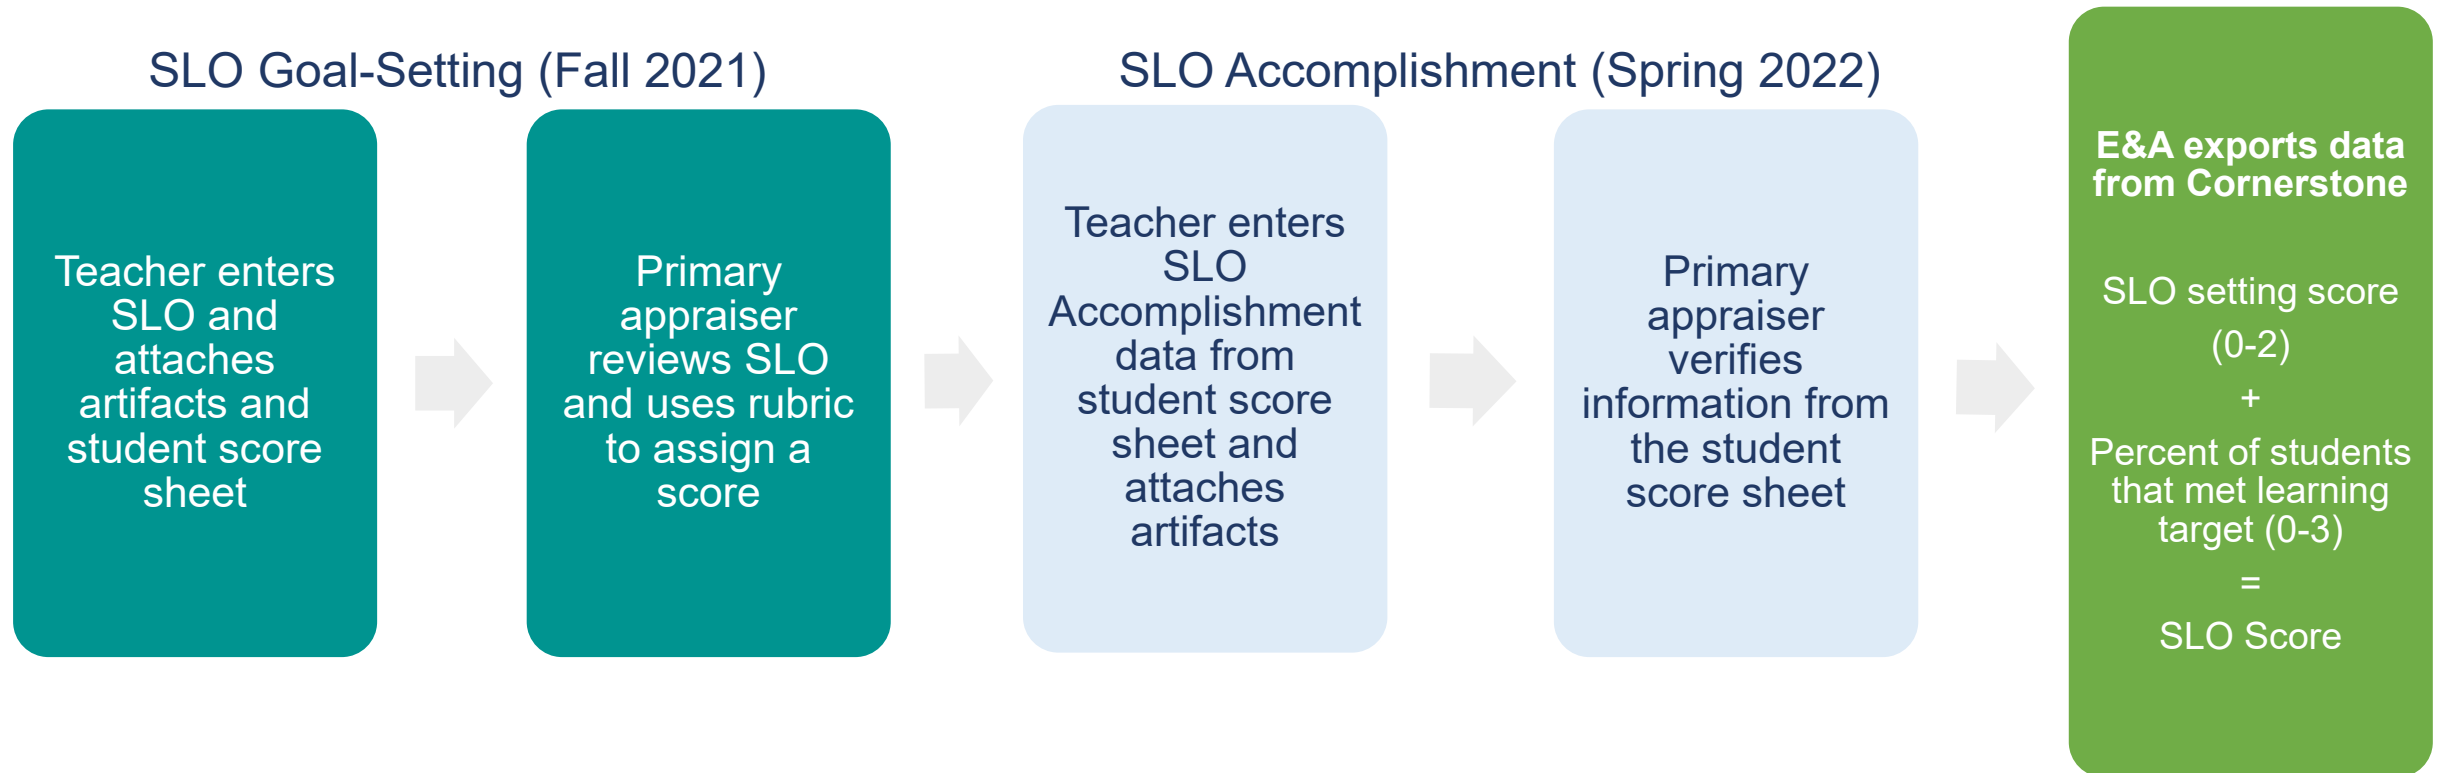 SLO Goal-Setting (Fall 2021)
Teacher enters
SLO and
attaches
artifacts and
student score
sheet
Primary
appraiser
reviews SLO
and uses rubric
to assign a
score
SLO Accomplishment (Spring 2022)
Teacher enters
SLO
Accomplishment
data from
student score
sheet and
attaches
artifacts
Primary
appraiser
verifies
information from
the student
score sheet
E&A exports data
from Cornerstone
SLO setting score
(0-2)
+
Percent of students
that met learning
target (0-3)
=
SLO Score